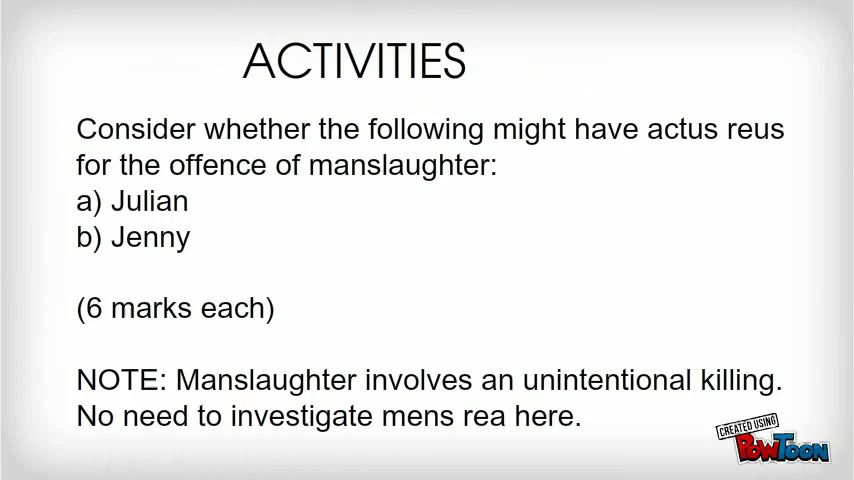 ACTIVITIES
Consider whether the following might have actus reus
for the offence of manslaughter:
a) Julian
b) Jenny
(6 marks each)
NOTE: Manslaughter involves an unintentional killing.
No need to investigate mens rea here.
CREATED USING
POWTOON